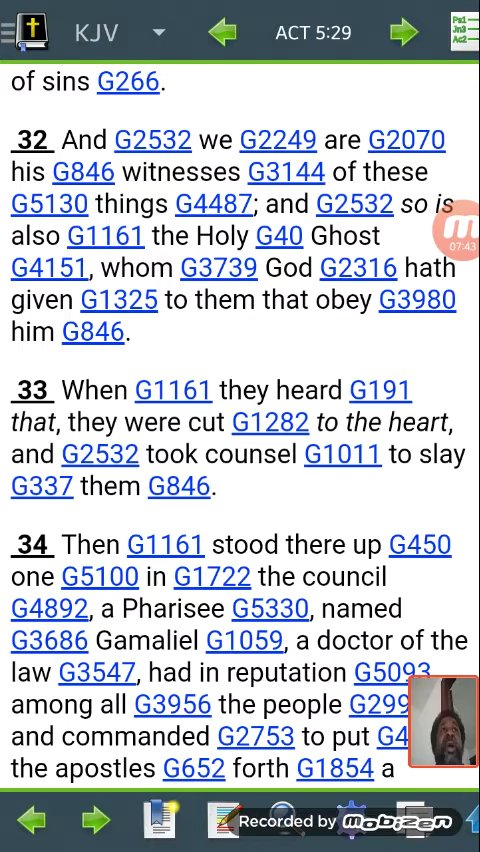 KJV
ACT 5:29
Ps1
Jn3
Ac2
of sins G266.
32 And G2532 we G2249 are G2070
his G846 witnesses G3144 of these
G5130 things G4487; and G2532 so is
also G1161 the Holy G40 Ghost
G4151, whom G3739 God G2316 hath
given G1325 to them that obey G3980
him G846.
07:43
33 When G1161 they heard G191
that, they were cut G1282 to the heart,
and G2532 took counsel G1011 to slay
G337 them G846.
34 Then G1161 stood there up G450
one G5100 in G1722 the council
G4892, a Pharisee G5330, named
G3686 Gamaliel G1059, a doctor of the
law G3547, had in reputation G5093
among all G3956 the people G299
and commanded G2753 to put G4
the apostles G652 forth G1854 a
Recorded by mobizen